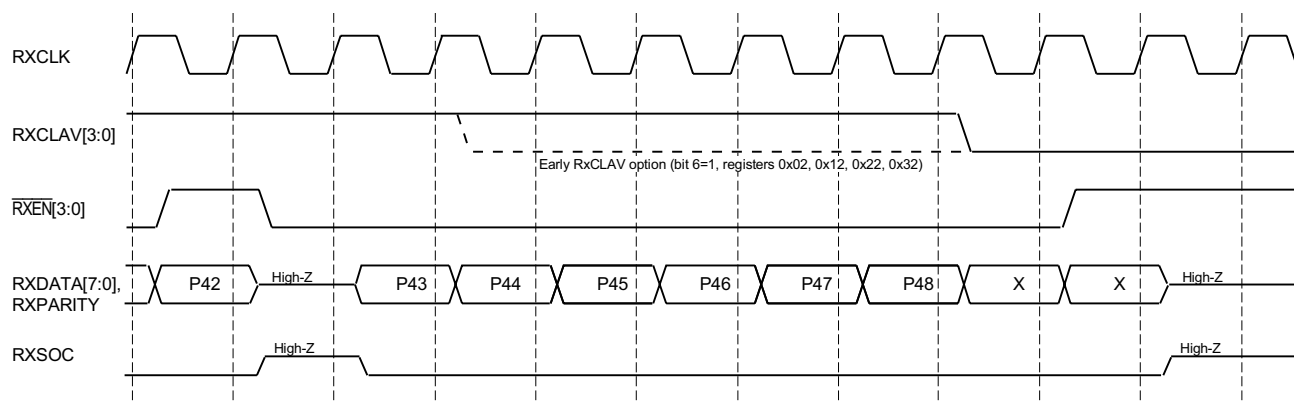 RXCLK
RXCLAV[3:0]
Early RxCLAV option (bit 6=1, registers 0x02, 0x12, 0x22, 0x32)
RXEN[3:0]
RXDATA[7:0],
RXPARITY
P42 High-Z P43 P44 P45 P46 P47 P48 X X High-Z
RXSOC
High-Z High-Z